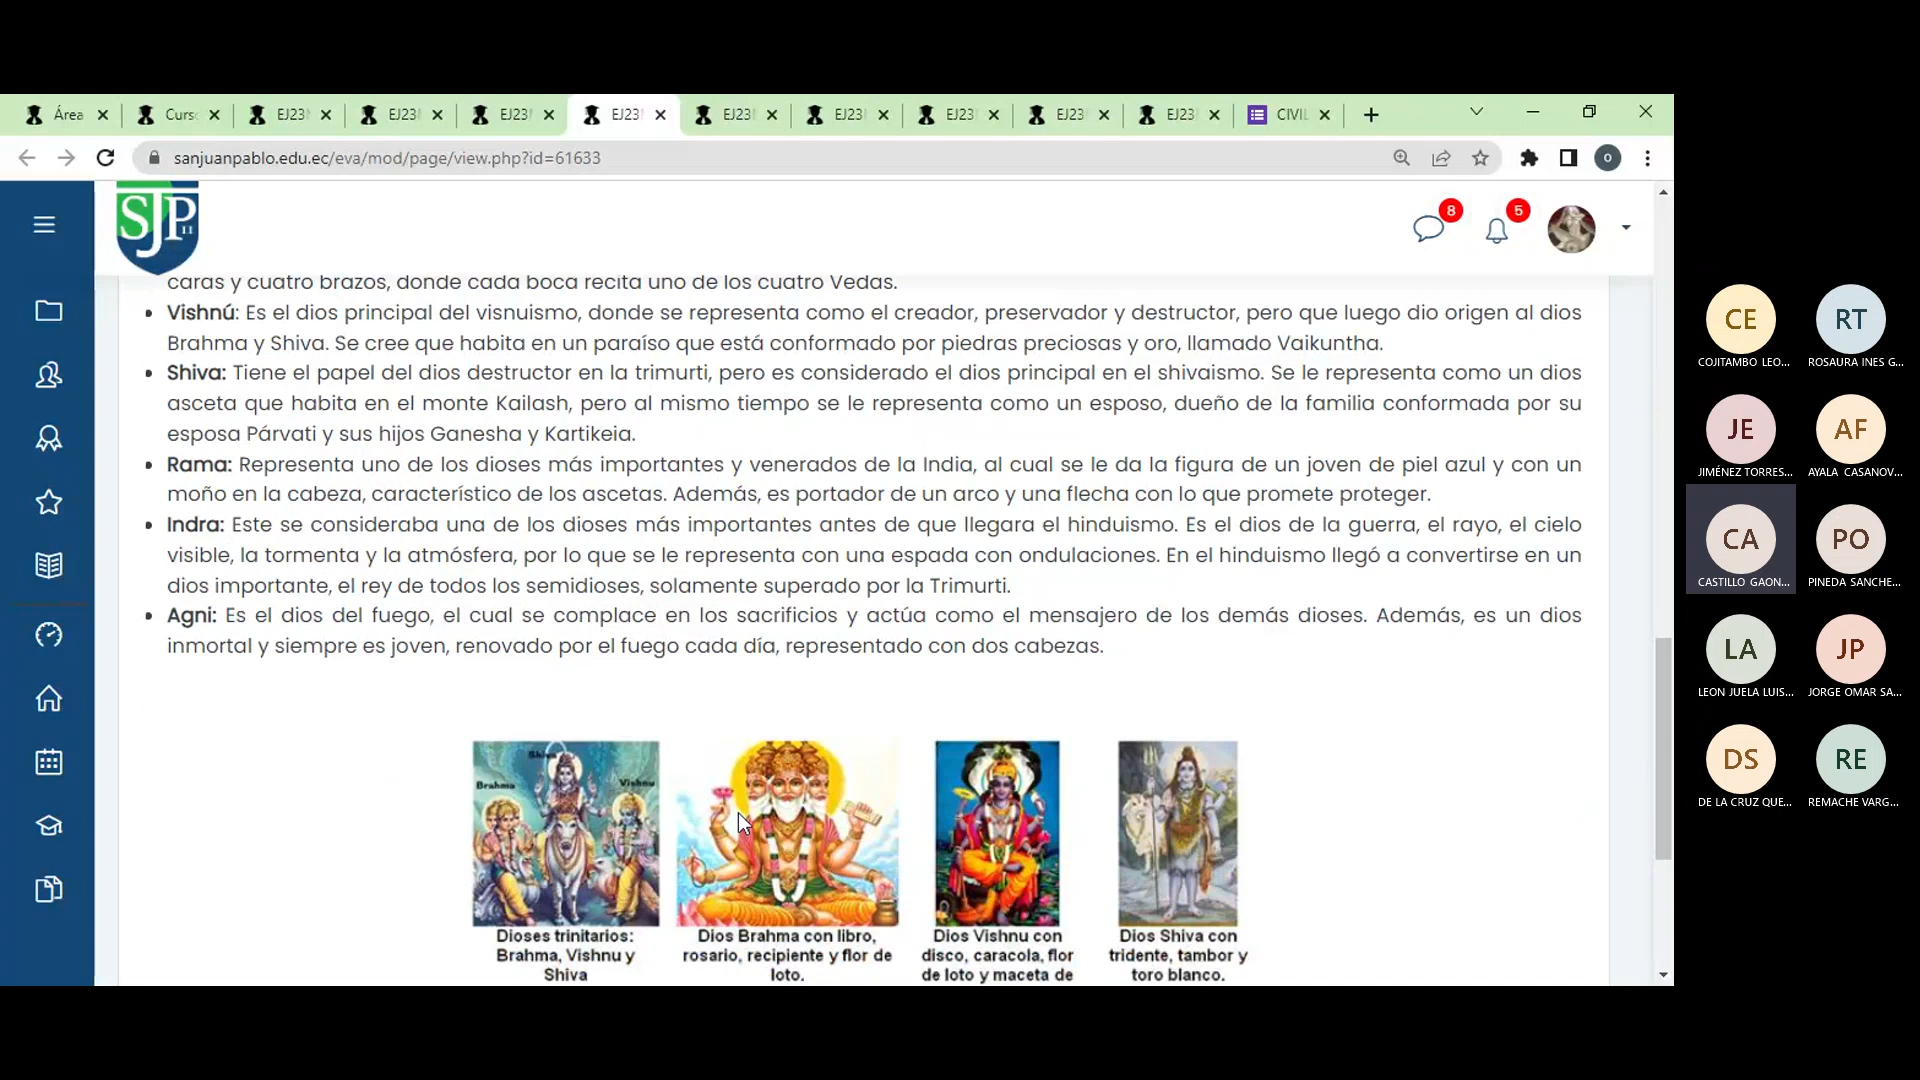 Área
Curs
EJ23
EJ23
EJ23
EJ23
EJ23
EJ23
EJ23
EJ23
EJ23
CIVIL
sanjuanpablo.edu.ec/eva/mod/page/view.php?id=61633
O
SJP
II
8
5
caras y cuatro brazos, donde cada boca recita uno de los cuatro Vedas.
Vishnú: Es el dios principal del visnuismo, donde se representa como el creador, preservador y destructor, pero que luego dio origen al dios
Brahma y Shiva. Se cree que habita en un paraíso que está conformado por piedras preciosas y oro, llamado Vaikuntha.
Shiva: Tiene el papel del dios destructor en la trimurti, pero es considerado el dios principal en el shivaismo. Se le representa como un dios
asceta que habita en el monte Kailash, pero al mismo tiempo se le representa como un esposo, dueño de la familia conformada por su
esposa Párvati y sus hijos Ganesha y Kartikeia.
Rama: Representa uno de los dioses más importantes y venerados de la India, al cual se le da la figura de un joven de piel azul y con un
moño en la cabeza, característico de los ascetas. Además, es portador de un arco y una flecha con lo que promete proteger.
Indra: Este se consideraba una de los dioses más importantes antes de que llegara el hinduismo. Es el dios de la guerra, el rayo, el cielo
visible, la tormenta y la atmósfera, por lo que se le representa con una espada con ondulaciones. En el hinduismo llegó a convertirse en un
dios importante, el rey de todos los semidioses, solamente superado por la Trimurti.
Agni: Es el dios del fuego, el cual se complace en los sacrificios y actúa como el mensajero de los demás dioses. Además, es un dios
inmortal y siempre es joven, renovado por el fuego cada día, representado con dos cabezas.
Shiva
Brahma
Vishnu
Dioses trinitarios:
Brahma, Vishnu y
Shiva
Dios Brahma con libro,
rosario, recipiente y flor de
loto.
Dios Vishnu con
disco, caracola, flor
de loto y maceta de
Dios Shiva con
tridente, tambor y
toro blanco.
CE
COJITAMBO LEO...
RT
ROSAURA INES G...
JE
JIMÉNEZ TORRES...
AF
AYALA CASANOV...
CA
CASTILLO GAON...
PO
PINEDA SANCHE...
LA
LEON JUELA LUIS...
JP
JORGE OMAR SA...
DS
DE LA CRUZ QUE...
RE
REMACHE VARG...